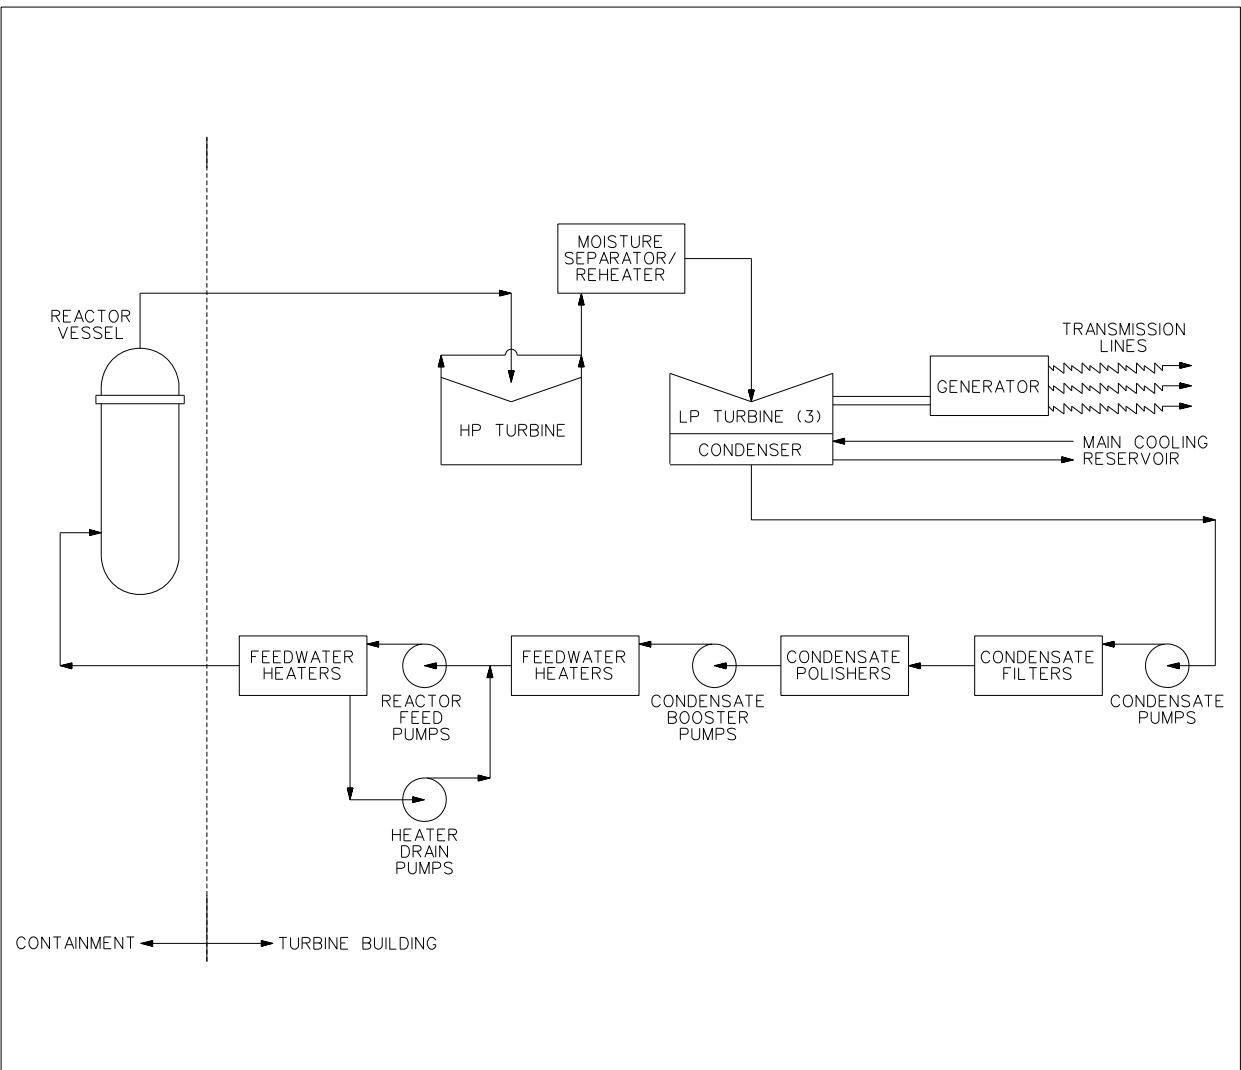 MOISTURE
SEPARATOR/
REHEATER
REACTOR
VESSEL
TRANSMISSION
LINES
GENERATOR
HP TURBINE
LP TURBINE (3)
CONDENSER
MAIN COOLING
RESERVOIR
FEEDWATER
HEATERS
REACTOR
FEED
PUMPS
FEEDWATER
HEATERS
CONDENSATE
BOOSTER
PUMPS
CONDENSATE
POLISHERS
CONDENSATE
FILTERS
CONDENSATE
PUMPS
HEATER
DRAIN
PUMPS
CONTAINMENT
TURBINE BUILDING